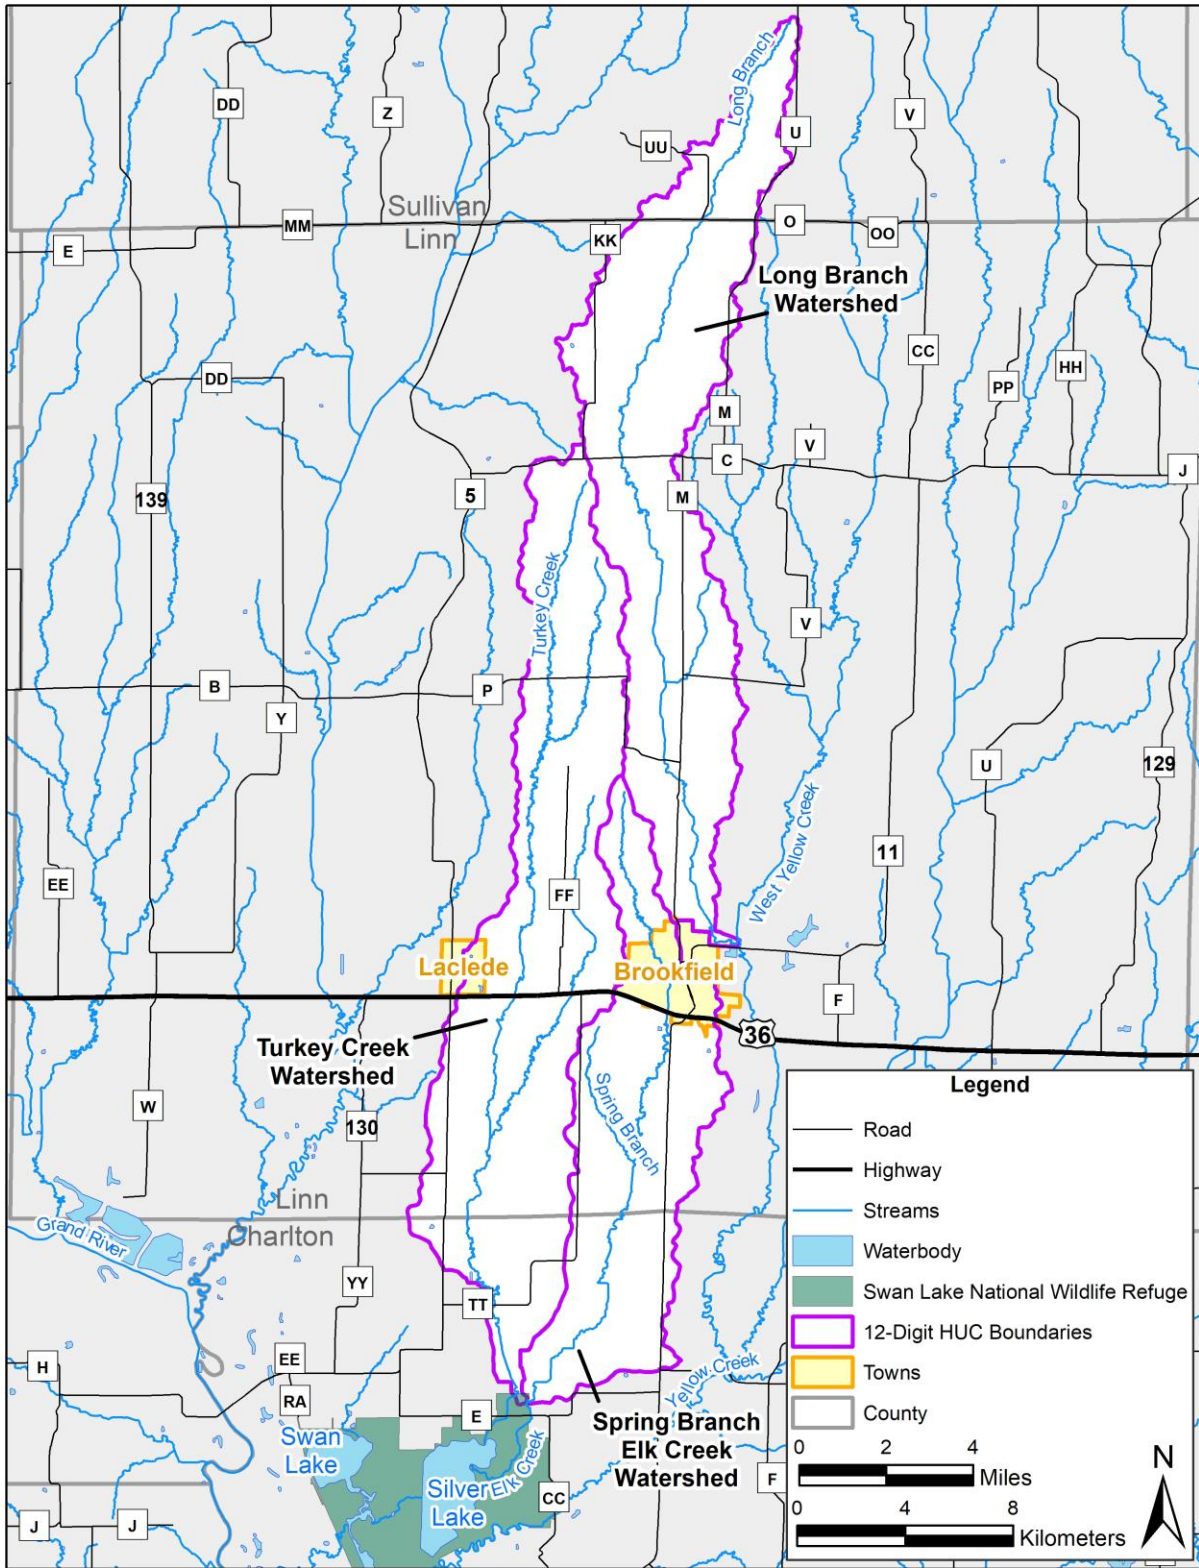 Long Branch
DD
Z
V
U
UU
Sullivan
Linn
MM
O
OO
E
KK
Long Branch
Watershed
CC
HH
DD
PP
M
V
C
J
5
M
139
Turkey Creek
V
B
P
Y
129
U
West Yellow Creek
11
EE
FF
Laclede
Brookfield
F
36
Turkey Creek
Watershed
Spring Branch
W
130
Linn
Charlton
Grand River
YY
TT
EE
H
RA
Yellow Creek
E
Spring Branch
Elk Creek
Watershed
Swan
Lake
Silver
Lake
Elk Creek
CC
F
J
J
Legend
Road
Highway
Streams
Waterbody
Swan Lake National Wildlife Refuge
12-Digit HUC Boundaries
Towns
County
0 2 4
Miles
0 4 8
Kilometers
N